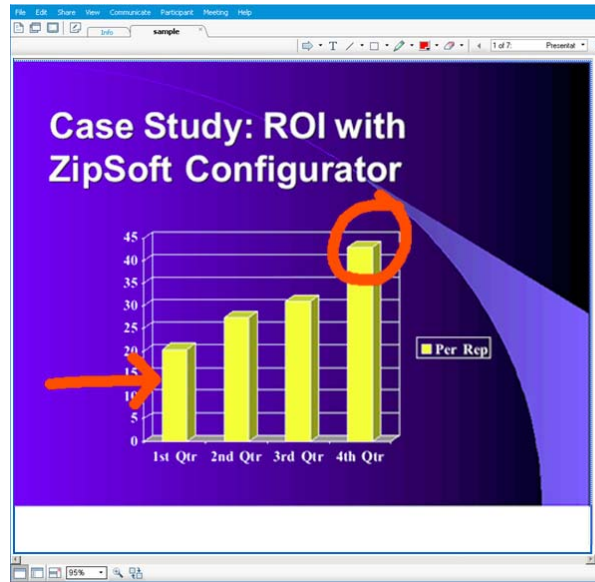 File Edit Share View Communicate Participant Meeting Help
Info sample
T 1 of 7: Presentat
Case Study: ROI with
ZipSoft Configurator
45
40
35
30
25
20
15
10
5
0
Per Rep
1st Qtr 2nd Qtr 3rd Qtr 4th Qtr
95%